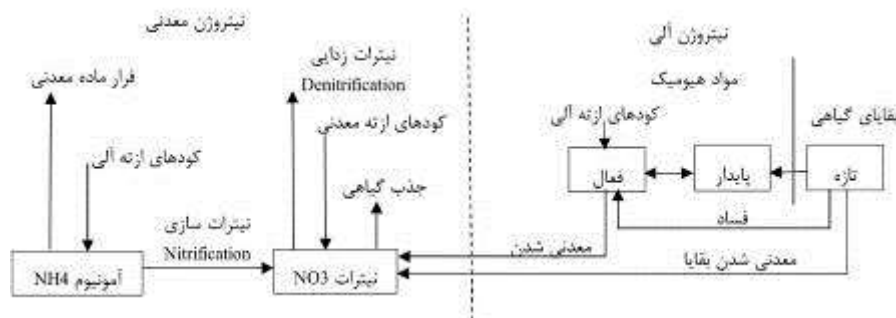 نیتروژن آلی
نیتروژن معدنی
مواد هیومیک
بقایای گیاهی
نیترات زدایی
Denitrification
فرار ماده معدنی
کودهای ازته آلی
کودهای ازته معدنی
کودهای ازته آلی
تازه
پایدار
فعال
جذب گیاهی
فساد
نیترات سازی
Nitrification
معدنی شدن
معدنی شدن بقایا
نیترات NO3
آمونیوم NH4